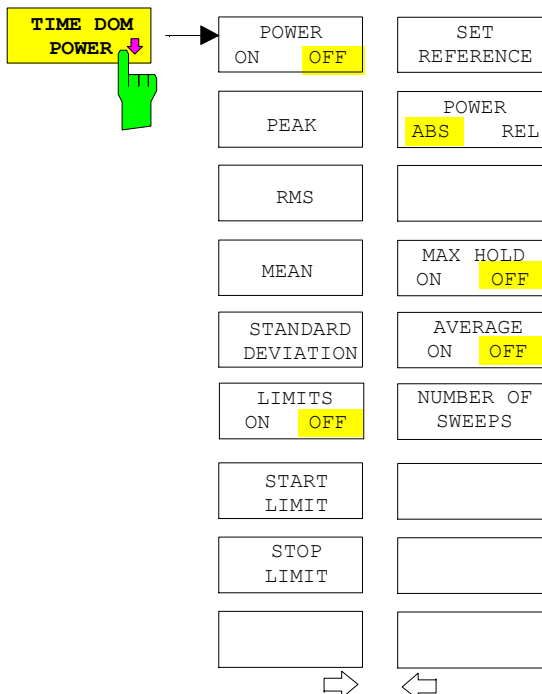 TIME DOM
POWER
POWER
ON OFF
PEAK
RMS
MEAN
STANDARD
DEVIATION
LIMITS
ON OFF
START
LIMIT
STOP
LIMIT
SET
REFERENCE
POWER
ABS REL
MAX HOLD
ON OFF
AVERAGE
ON OFF
NUMBER OF
SWEEPS